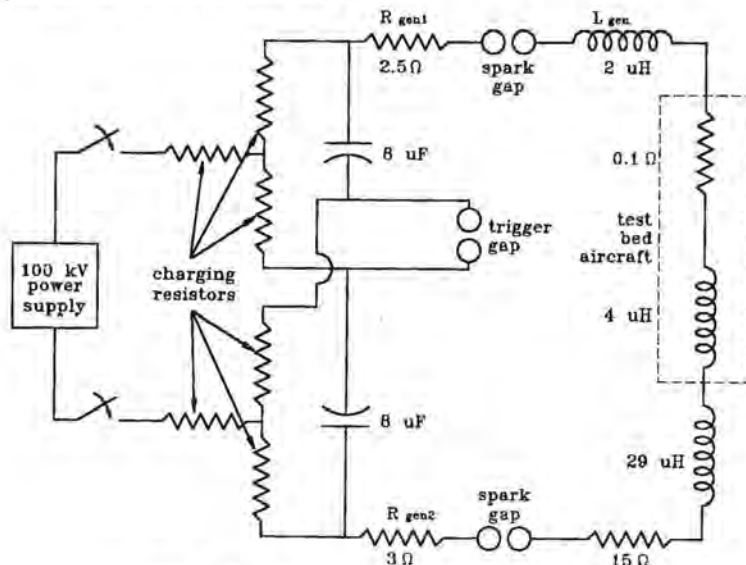 R gen1
2.5Ω
spark
gap
L gen.
2 uH
8 uF
0.1 Ω
100 kV
power
supply
charging
resistors
trigger
gap
test
bed
aircraft
4 uH
8 uF
29 uH
R gen2
3Ω
spark
gap
15Ω